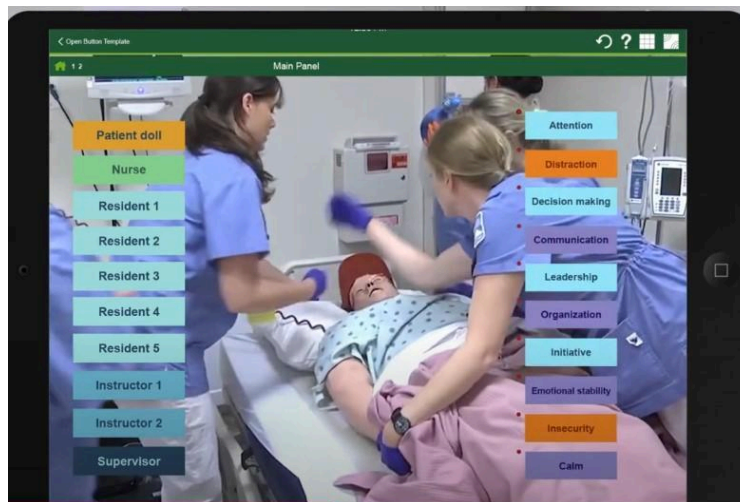 Open Button Template
1 2
Main Panel
Patient doll
Nurse
Resident 1
Resident 2
Resident 3
Resident 4
Resident 5
Instructor 1
Instructor 2
Supervisor
Attention
Distraction
Decision making
Communication
Leadership
Organization
Initiative
Emotional stability
Insecurity
Calm